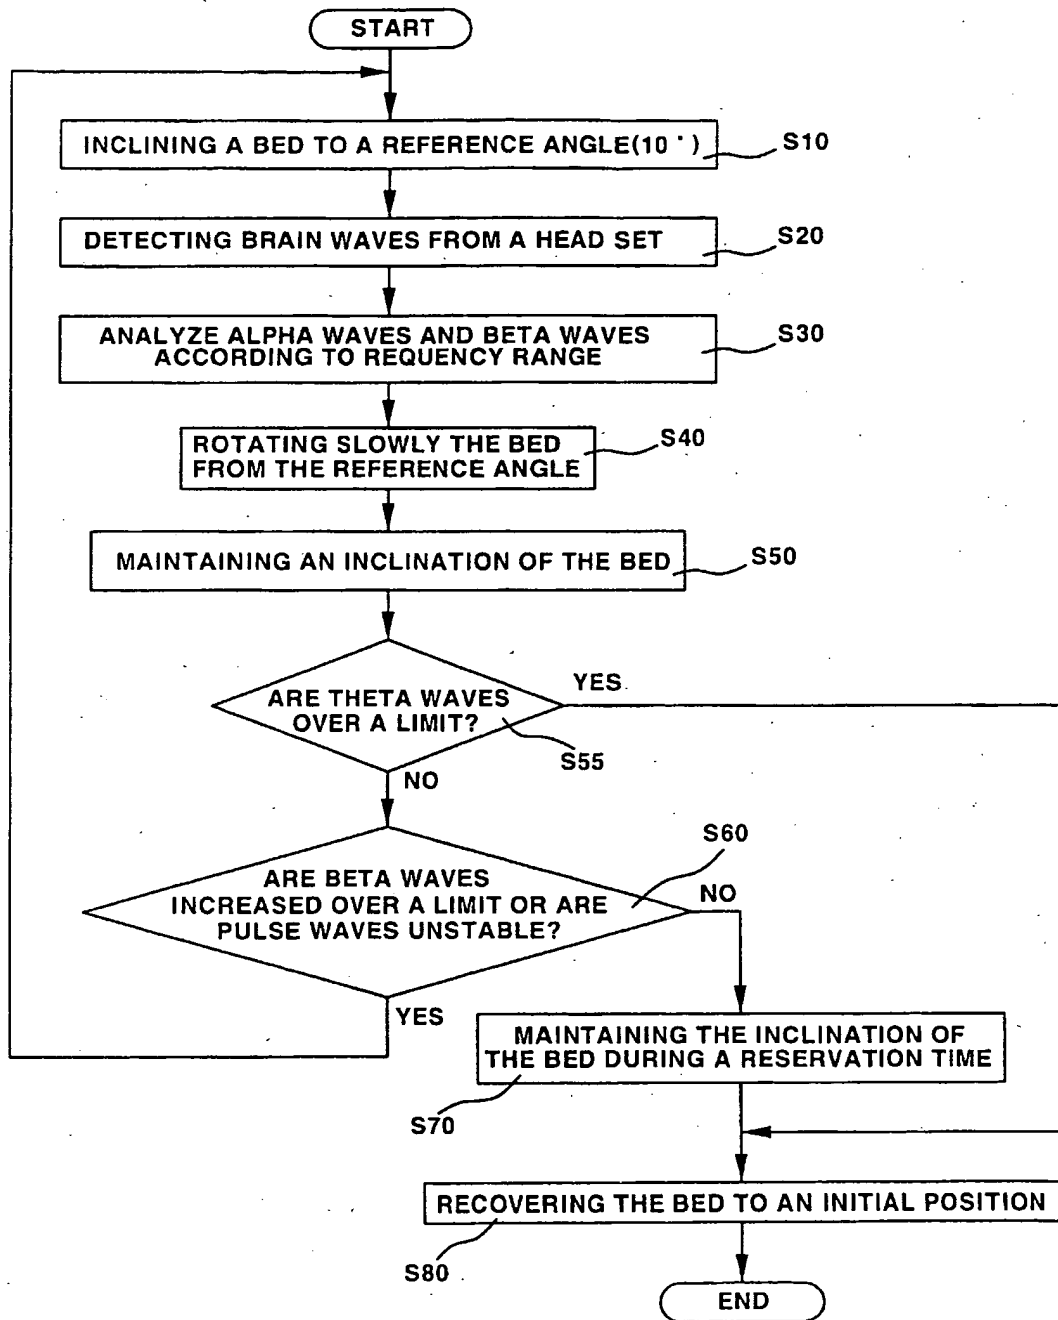 START
INCLINING A BED TO A REFERENCE ANGLE(10°)
S10
DETECTING BRAIN WAVES FROM A HEAD SET
S20
ANALYZE ALPHA WAVES AND BETA WAVES
ACCORDING TO REQUENCY RANGE
S30
ROTATING SLOWLY THE BED
FROM THE REFERENCE ANGLE
S40
MAINTAINING AN INCLINATION OF THE BED
S50
ARE THETA WAVES
OVER A LIMIT?
YES
S55
NO
S60
ARE BETA WAVES
INCREASED OVER A LIMIT OR ARE
PULSE WAVES UNSTABLE?
NO
YES
MAINTAINING THE INCLINATION OF
THE BED DURING A RESERVATION TIME
S70
RECOVERING THE BED TO AN INITIAL POSITION
S80
END